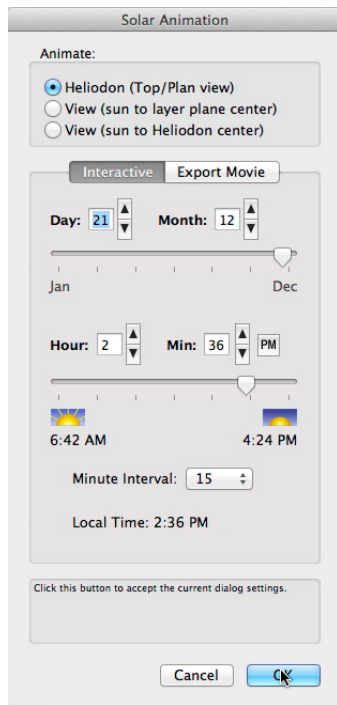 Solar Animation
Animate:
Heliodon (Top/Plan view)
View (sun to layer plane center)
View (sun to Heliodon center)
Interactive Export Movie
Day: 21 Month: 12
Jan Dec
Hour: 2 Min: 36 PM
6:42 AM 4:24 PM
Minute Interval: 15
Local Time: 2:36 PM
Click this button to accept the current dialog settings.
Cancel OK